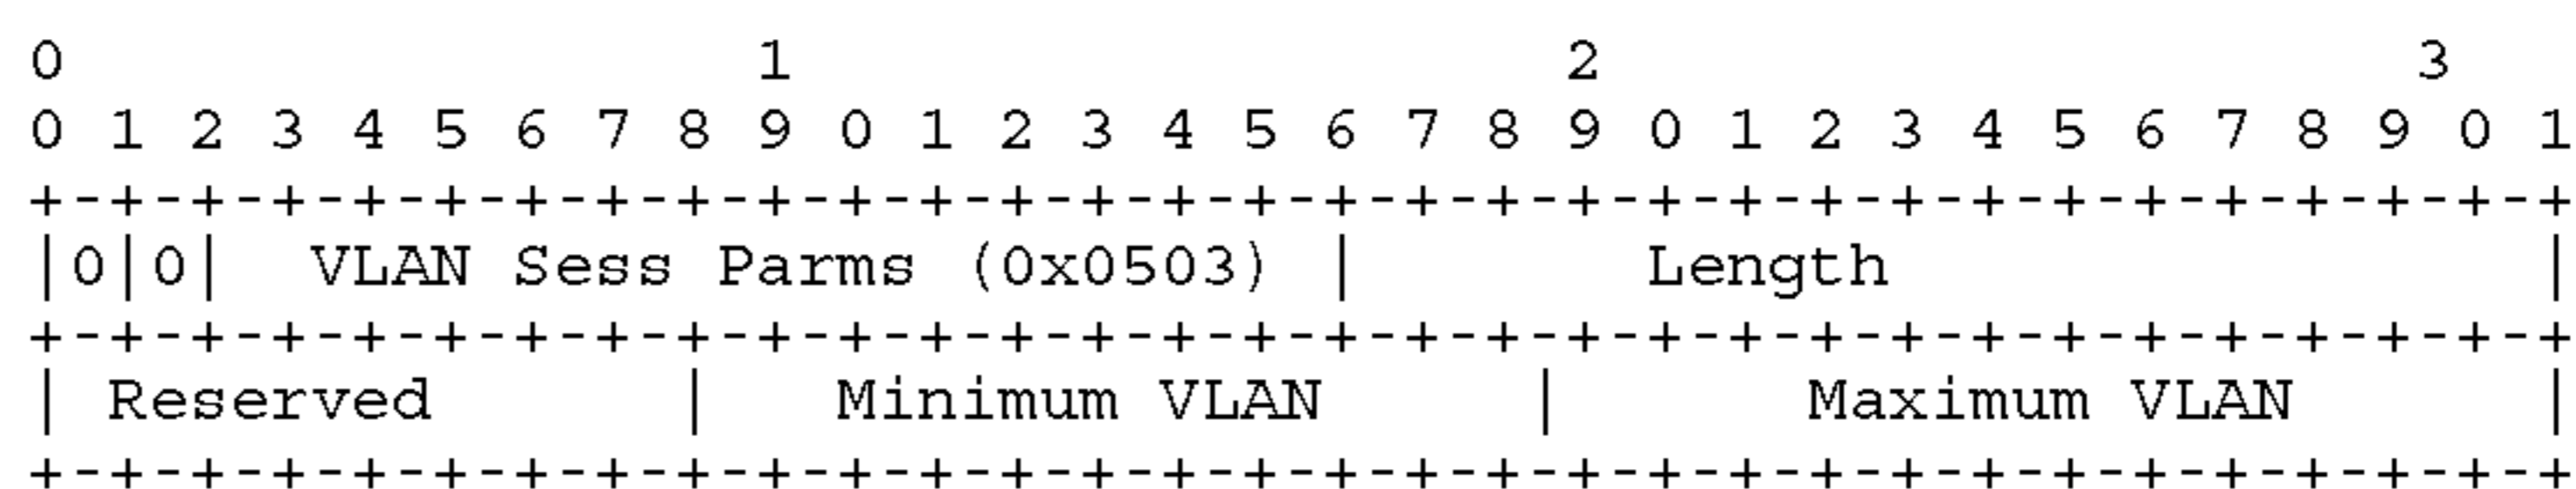 0                 1                   2                    3
0 1 2 3 4 5 6 7 8 9 0 1 2 3 4 5 6 7 8 9 0 1 2 3 4 5 6 7 8 9 0 1
+-+-+-+-+-+-+-+-+-+-+-+-+-+-+-+-+-+-+-+-+-+-+-+-+-+-+-+-+-+-+-+
|0|0|  VLAN Sess Parms (0x0503) |       Length                |
+-+-+-+-+-+-+-+-+-+-+-+-+-+-+-+-+-+-+-+-+-+-+-+-+-+-+-+-+-+-+-+
| Reserved      |   Minimum VLAN     |      Maximum VLAN      |
+-+-+-+-+-+-+-+-+-+-+-+-+-+-+-+-+-+-+-+-+-+-+-+-+-+-+-+-+-+-+-+